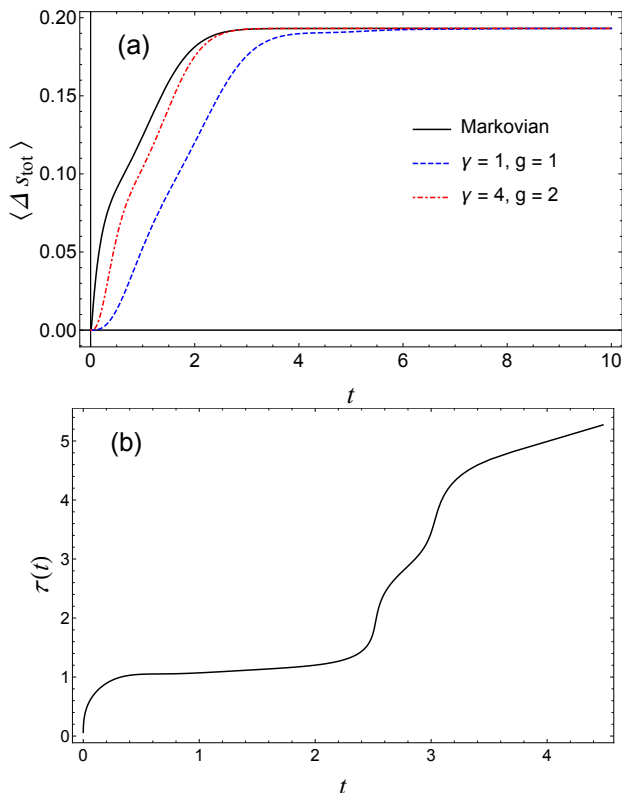 (a)
⟨Δ s_tot⟩
0.20
0.15
0.10
0.05
0.00
Markovian
γ = 1, g = 1
γ = 4, g = 2
0 2 4 6 8 10
t
(b)
τ(t)
5
4
3
2
1
0
0 1 2 3 4
t